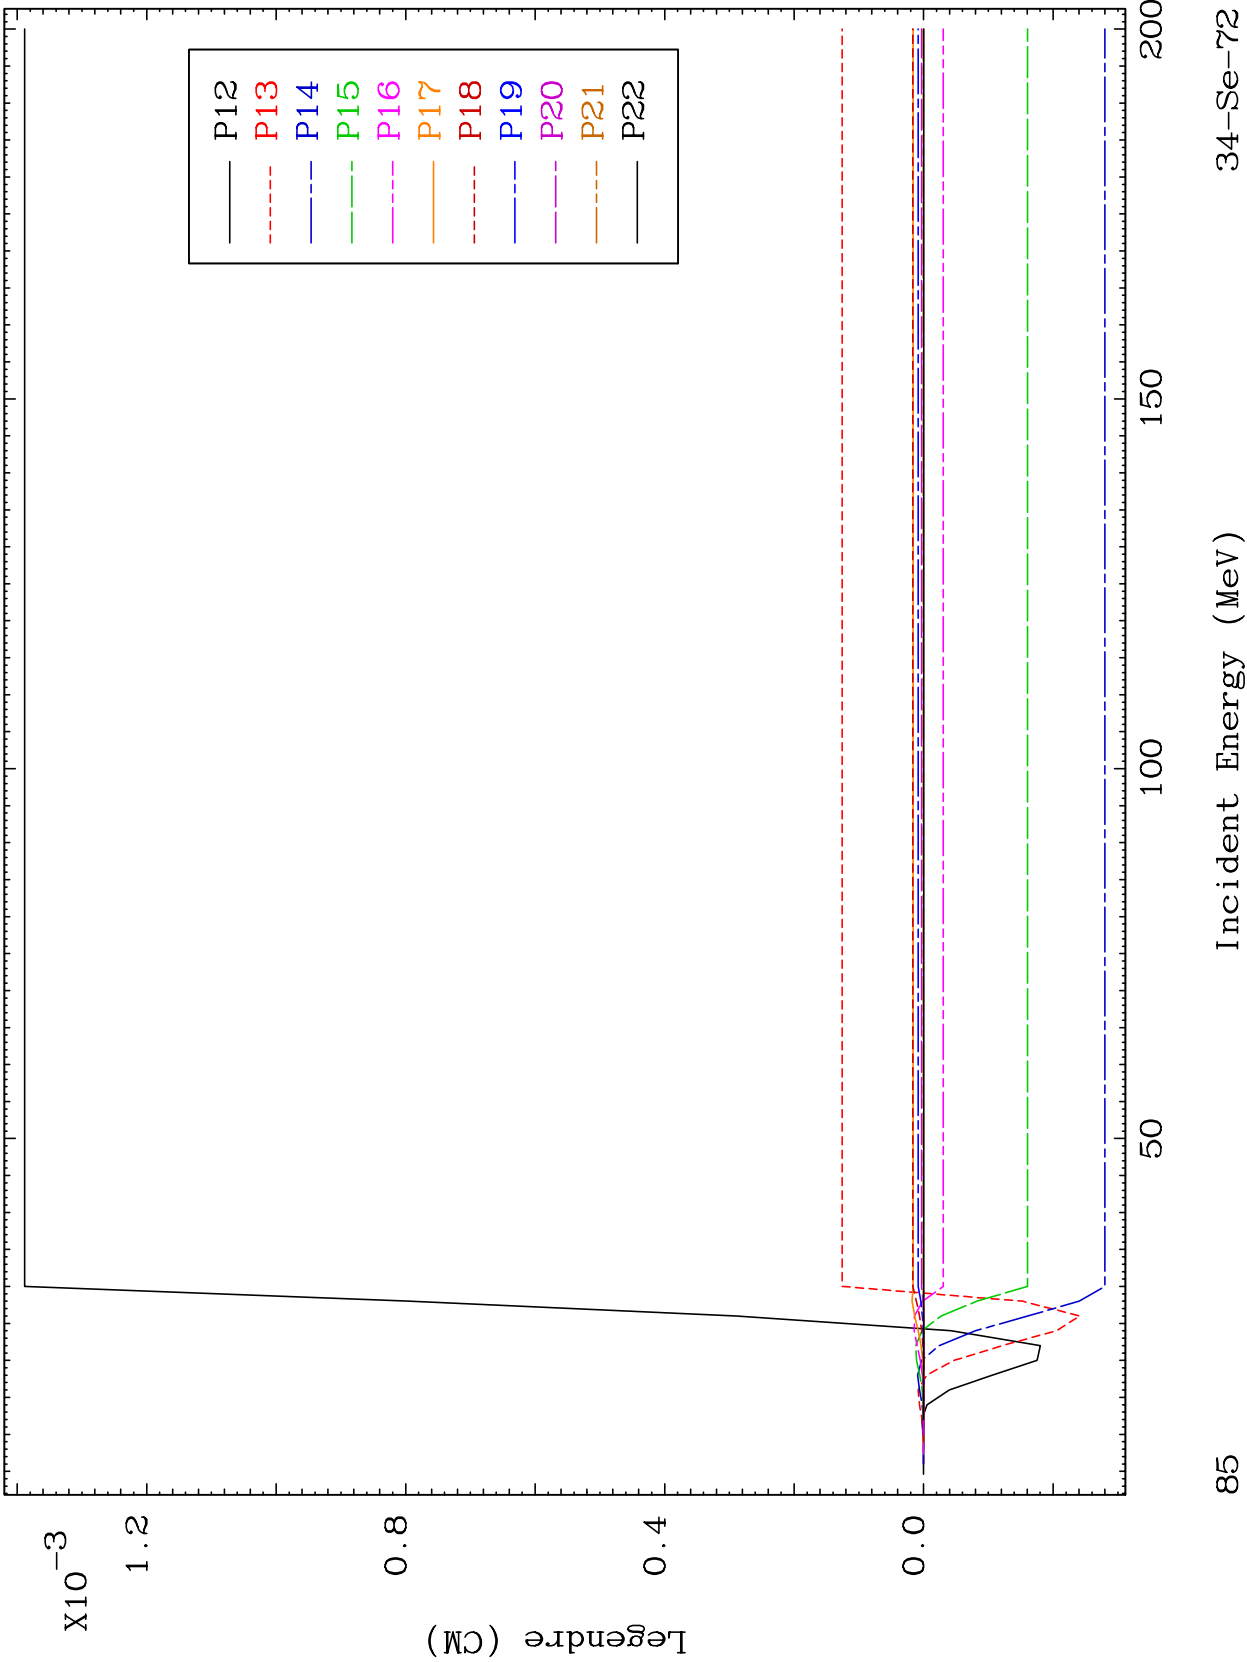 X10-3
1.2
0.8
0.4
0.0
Legendre (CM)
P12
P13
P14
P15
P16
P17
P18
P19
P20
P21
P22
50
100
150
200
Incident Energy (MeV)
85
34-Se-72